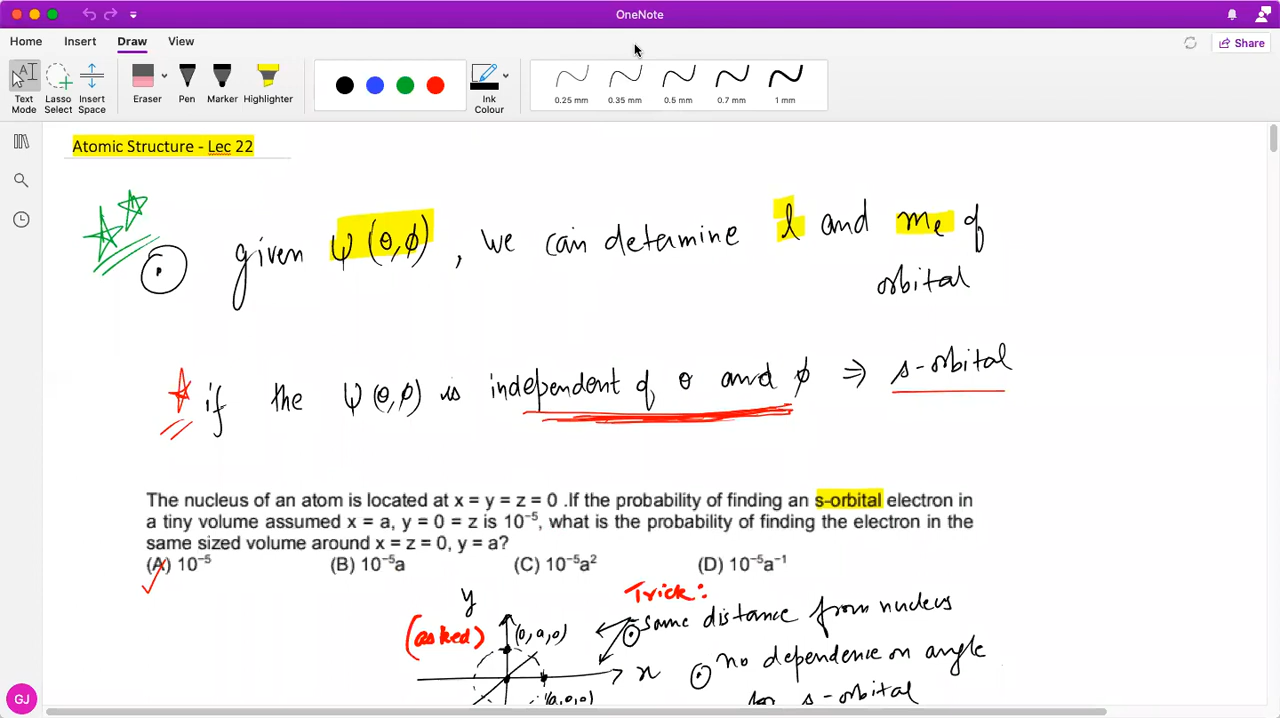 OneNote
Home Insert Draw View
Share
Text Mode
Lasso Select
Insert Space
Eraser
Pen
Marker
Highlighter
Ink Colour
0.25 mm 0.35 mm 0.5 mm 0.7 mm 1 mm
Atomic Structure - Lec 22
given Ψ(θ,φ), we can determine l and mℓ of
orbital
if the Ψ(θ,φ) is independent of θ and φ ⇒ s-orbital
The nucleus of an atom is located at x = y = z = 0 .If the probability of finding an s-orbital electron in
a tiny volume assumed x = a, y = 0 = z is 10⁻⁵, what is the probability of finding the electron in the
same sized volume around x = z = 0, y = a?
(A) 10⁻⁵ (B) 10⁻⁵a (C) 10⁻⁵a² (D) 10⁻⁵a⁻¹
Trick:
y
(asked) (0,a,0)
same distance from nucleus
x
no dependence on angle
(a,0,0)
for s-orbital
GJ